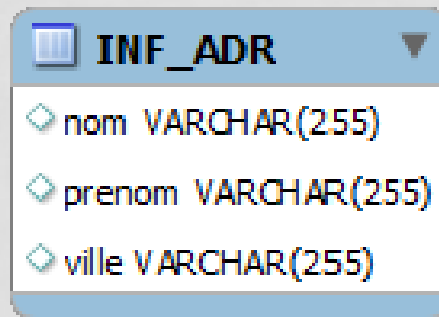 INF_ADR
nom VARCHAR(255)
prenom VARCHAR(255)
ville VARCHAR(255)